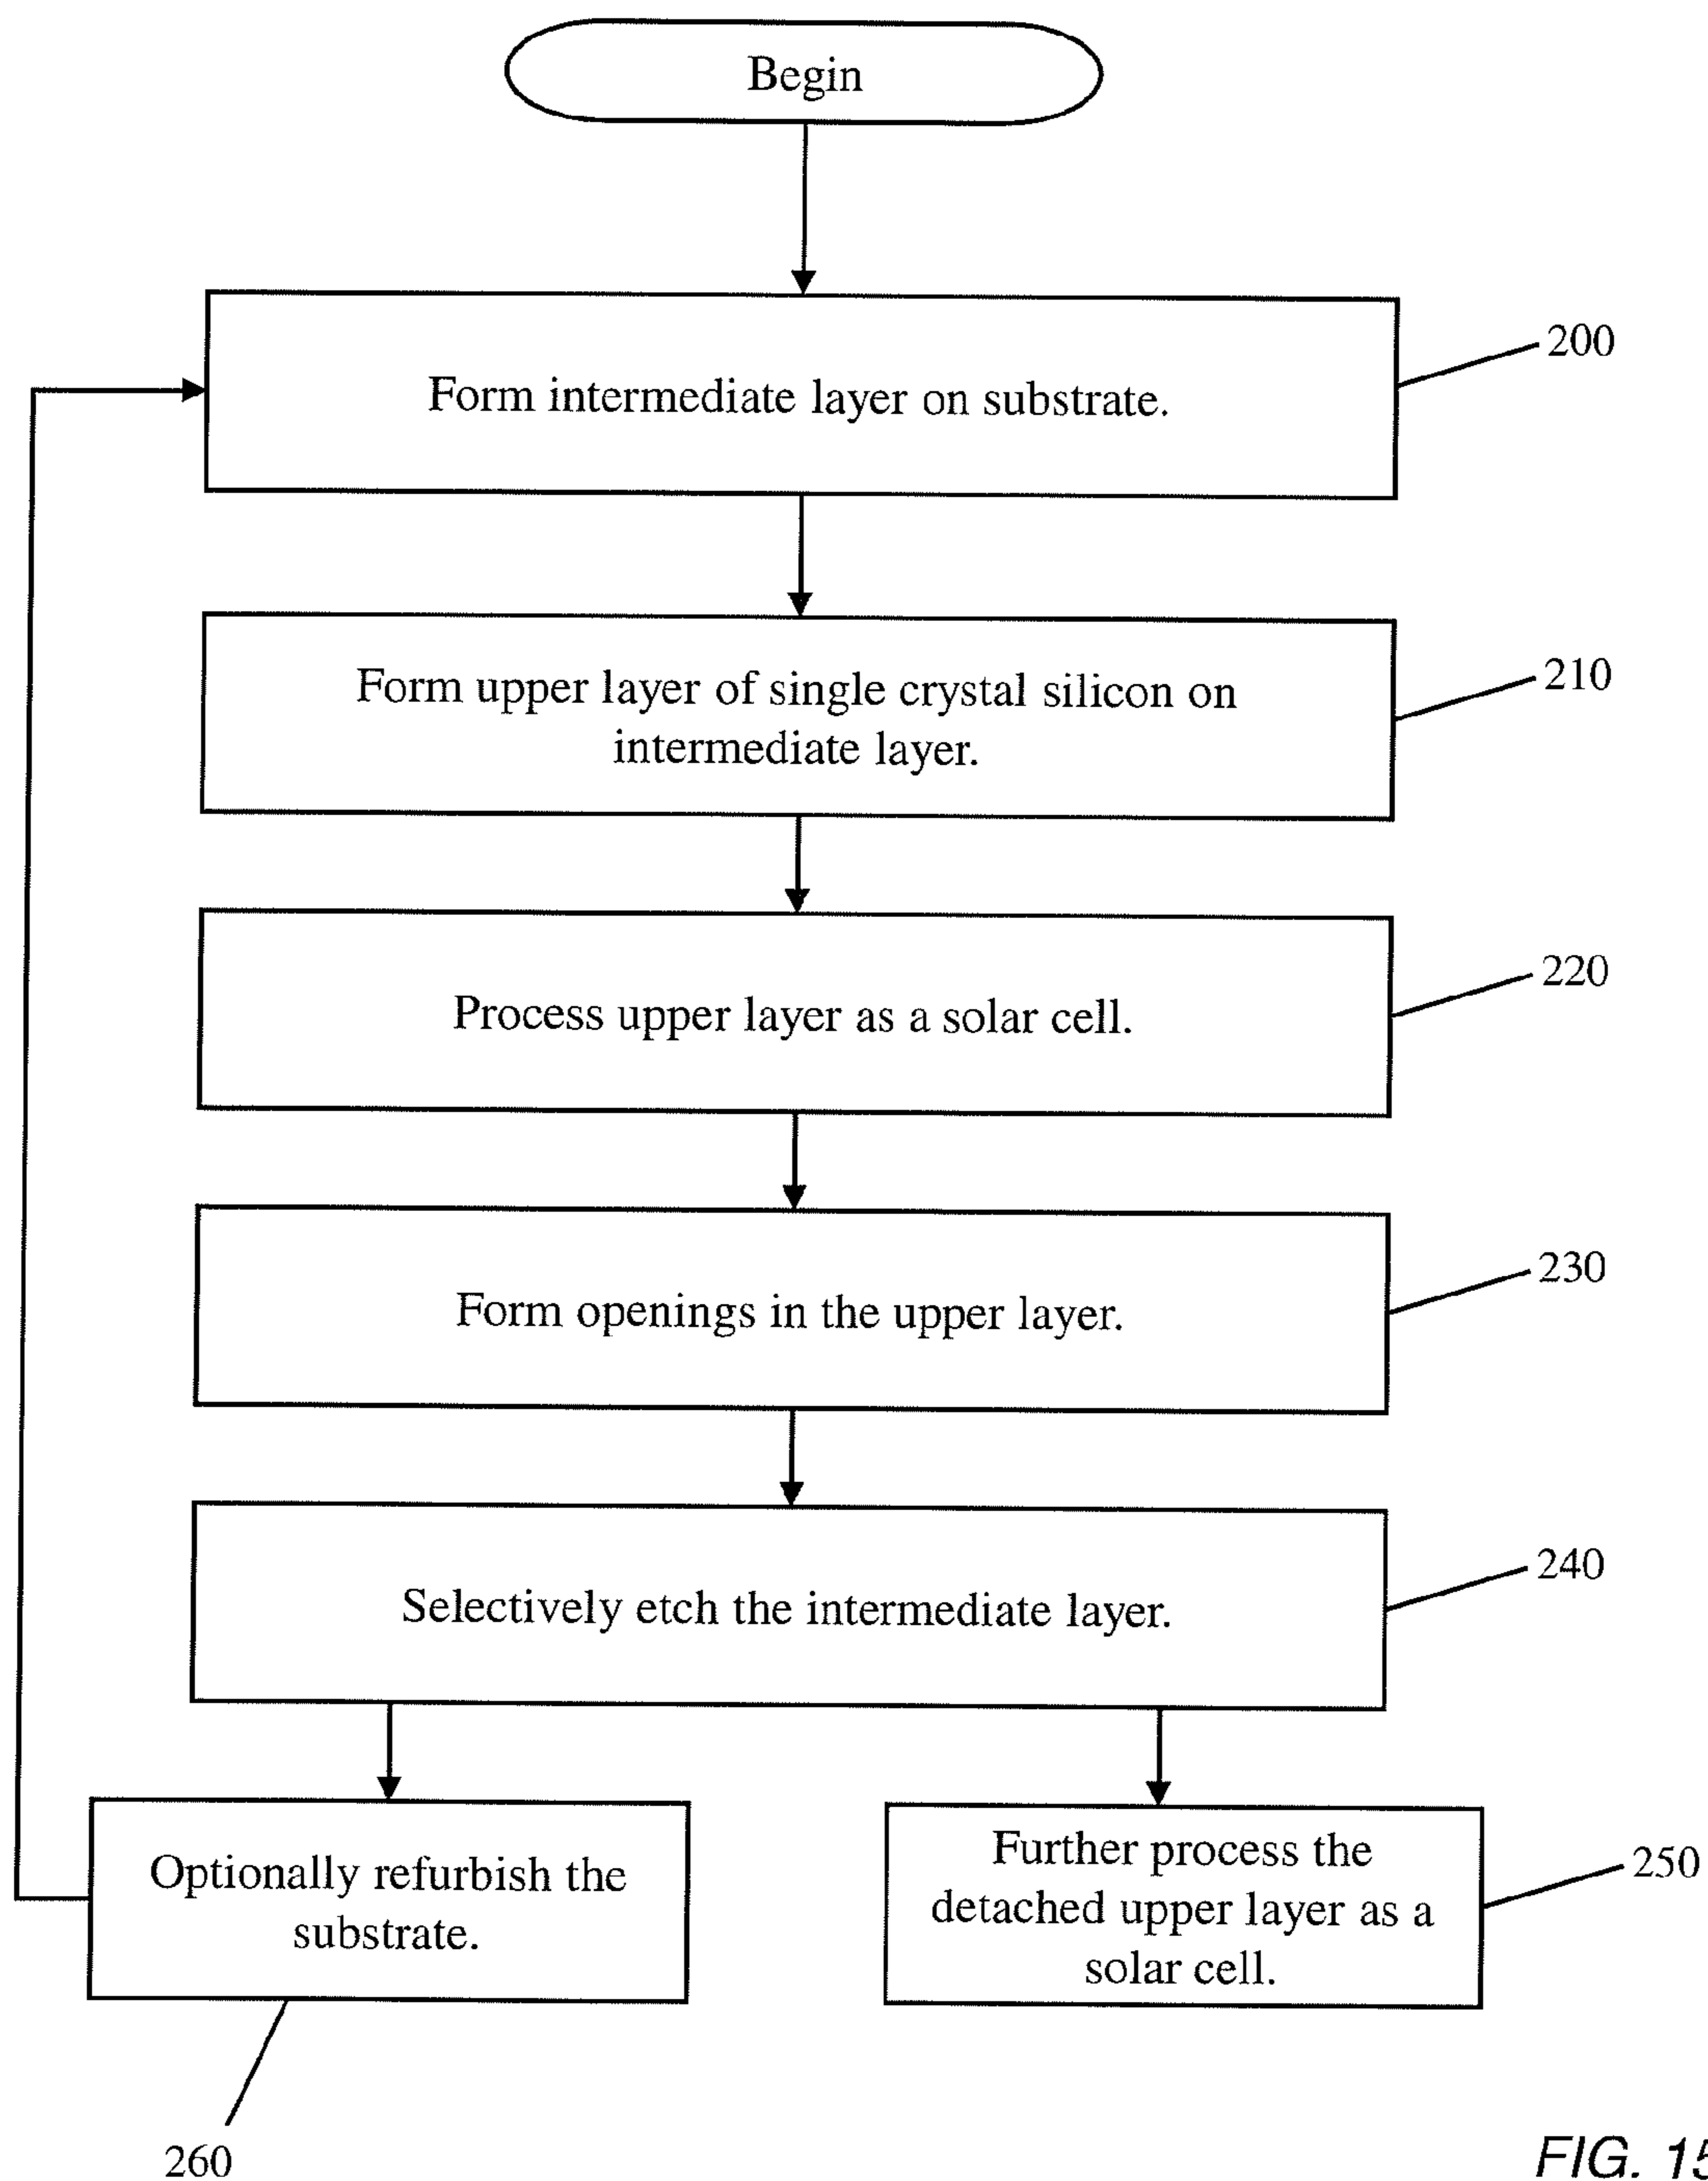 Begin
200
Form intermediate layer on substrate.
210
Form upper layer of single crystal silicon on
intermediate layer.
220
Process upper layer as a solar cell.
230
Form openings in the upper layer.
240
Selectively etch the intermediate layer.
Optionally refurbish the
substrate.
Further process the
detached upper layer as a
solar cell.
250
260
FIG. 15